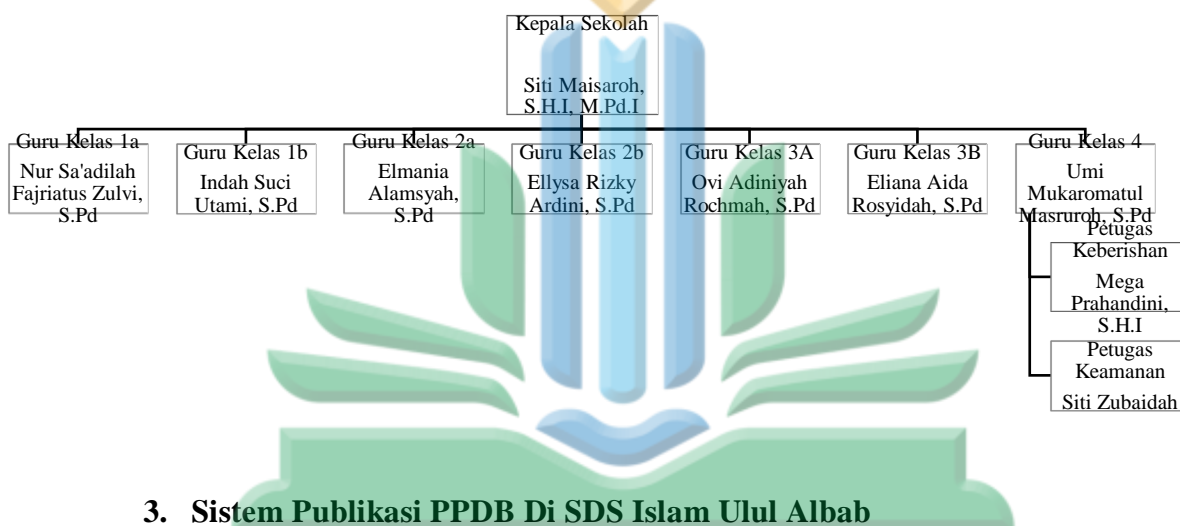 Kepala Sekolah
Siti Maisaroh,
S.H.I, M.Pd.I
Guru Kelas 1a
Nur Sa'adilah
Fajriatus Zulvi,
S.Pd
Guru Kelas 1b
Indah Suci
Utami, S.Pd
Guru Kelas 2a
Elmania
Alamsyah,
S.Pd
Guru Kelas 2b
Ellysa Rizky
Ardini, S.Pd
Guru Kelas 3A
Ovi Adiniyah
Rochmah, S.Pd
Guru Kelas 3B
Eliana Aida
Rosyidah, S.Pd
Guru Kelas 4
Umi
Mukaromatul
Masruroh, S.Pd
Petugas
Keberishan
Mega
Prahandini,
S.H.I
Petugas
Keamanan
Siti Zubaidah
3. Sistem Publikasi PPDB Di SDS Islam Ulul Albab